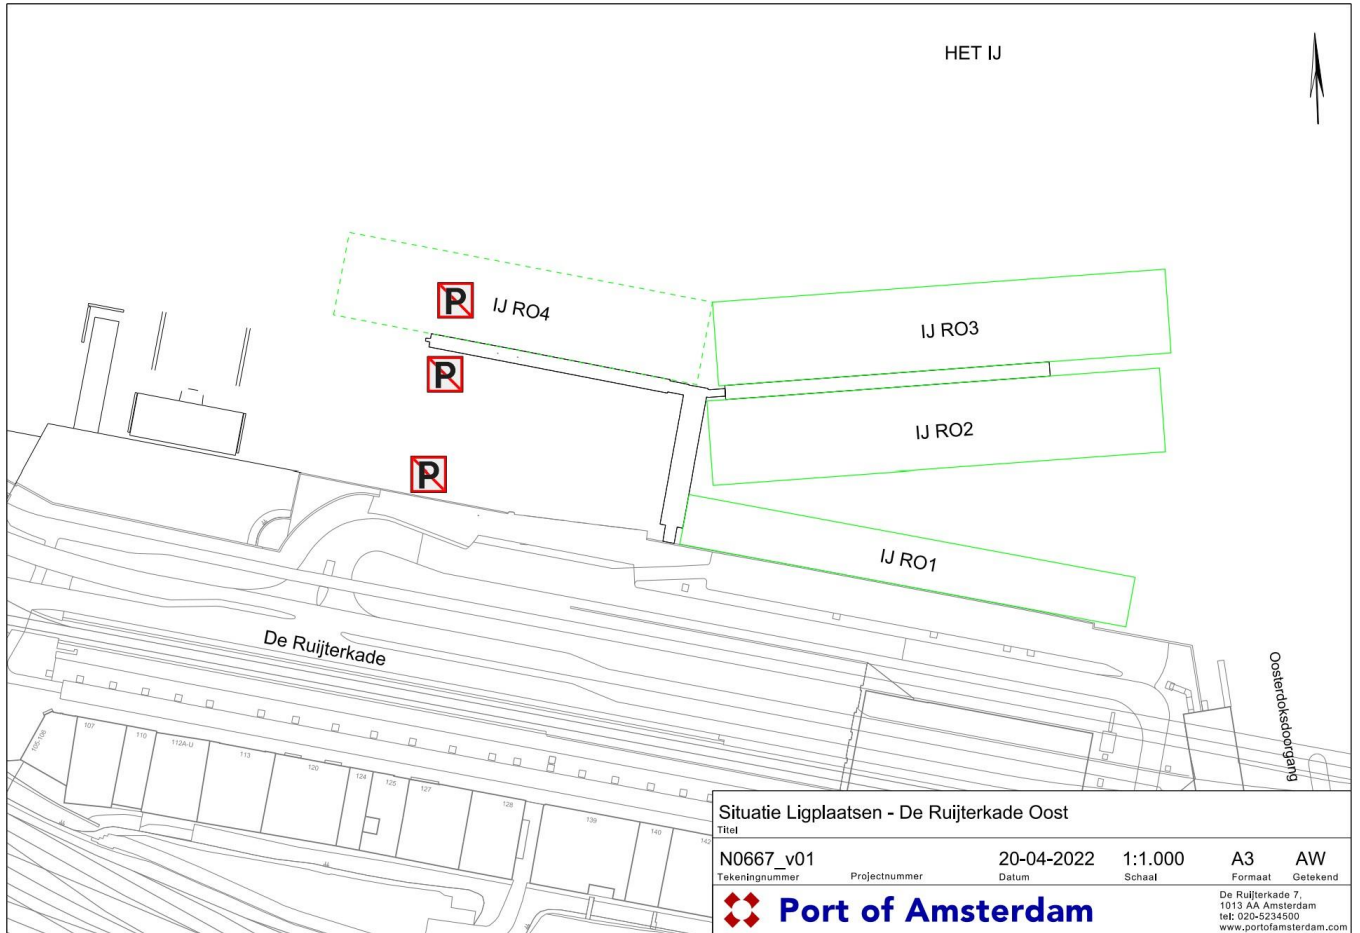 HET IJ
P
IJ RO4
IJ RO3
P
IJ RO2
P
IJ RO1
De Ruijterkade
Oosterdoksdoorgang
105-106
107
110
112A-U
113
120
124
125
127
128
139
140
142
Situatie Ligplaatsen - De Ruijterkade Oost
Titel
N0667_v01 20-04-2022 1:1.000 A3 AW
Tekeningnummer Projectnummer Datum Schaal Formaat Getekend
Port of Amsterdam
De Ruijterkade 7,
1013 AA Amsterdam
tel: 020-5234500
www.portofamsterdam.com